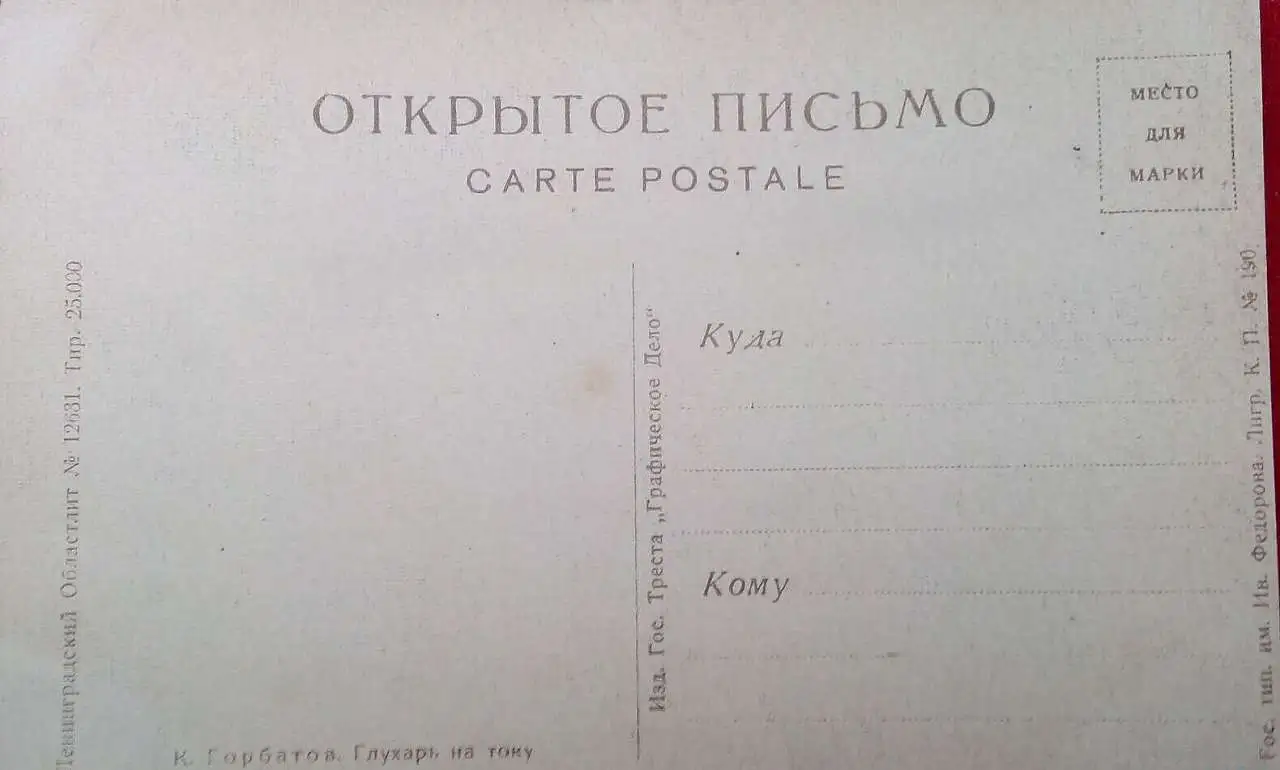 ОТКРЫТОЕ ПИСЬМО
CARTE POSTALE
МЕСТО
ДЛЯ
МАРКИ
Ленинградский Областлит № 12631. Тир. 25.000
Изд. Гос. Треста „Графическое Дело“
Куда
Кому
Гос. тип. им. Ив. Федорова. Лнгр. К. П. № 190.
К. Горбатов. Глухарь на току